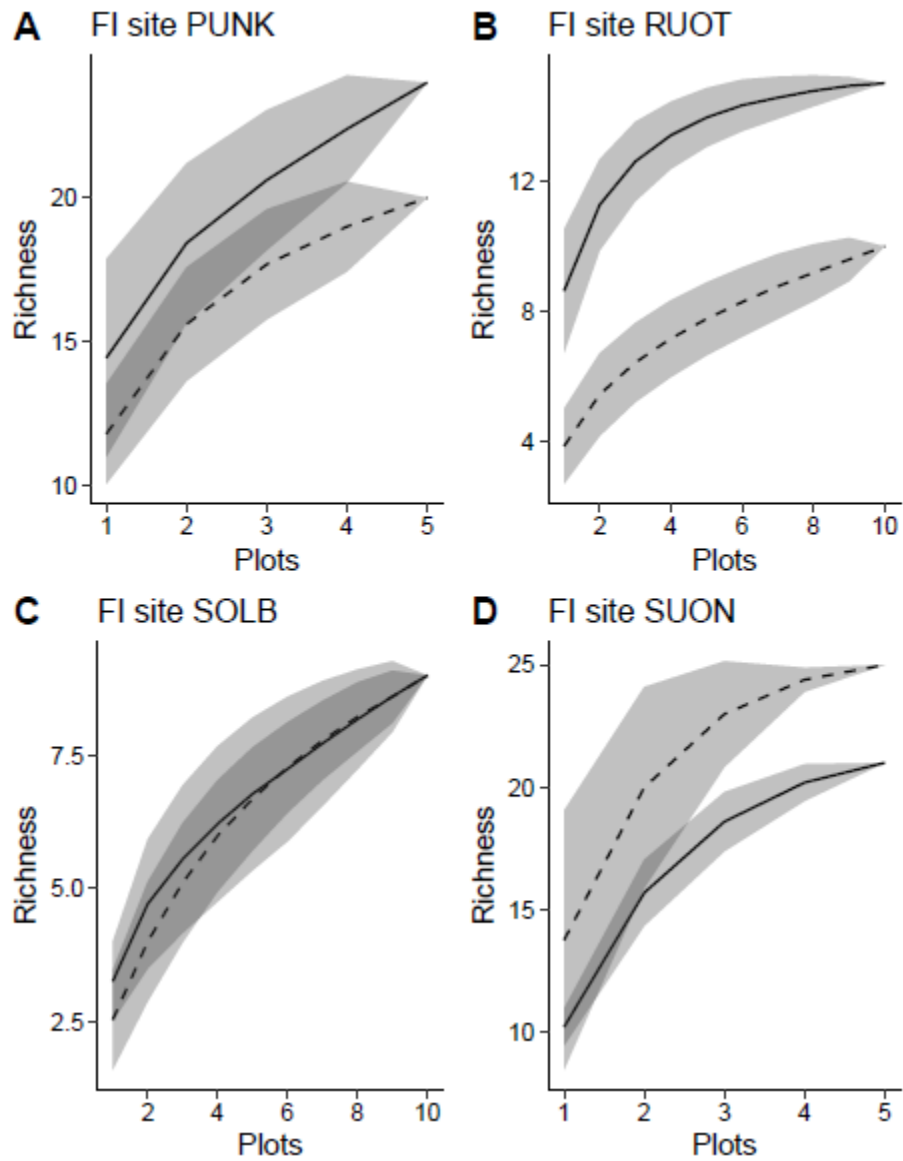 A FI site PUNK
Richness
20
15
10
1 2 3 4 5
Plots
B FI site RUOT
Richness
12
8
4
2 4 6 8 10
Plots
C FI site SOLB
Richness
7.5
5.0
2.5
2 4 6 8 10
Plots
D FI site SUON
Richness
25
20
15
10
1 2 3 4 5
Plots